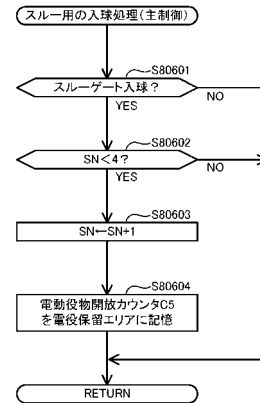 スルー用の入球処理(主制御)
S80601
スルーゲート入球?
NO
YES
S80602
SN<4?
NO
YES
S80603
SN←SN+1
S80604
電動役物開放カウンタC5
を電役保留エリアに記憶
RETURN